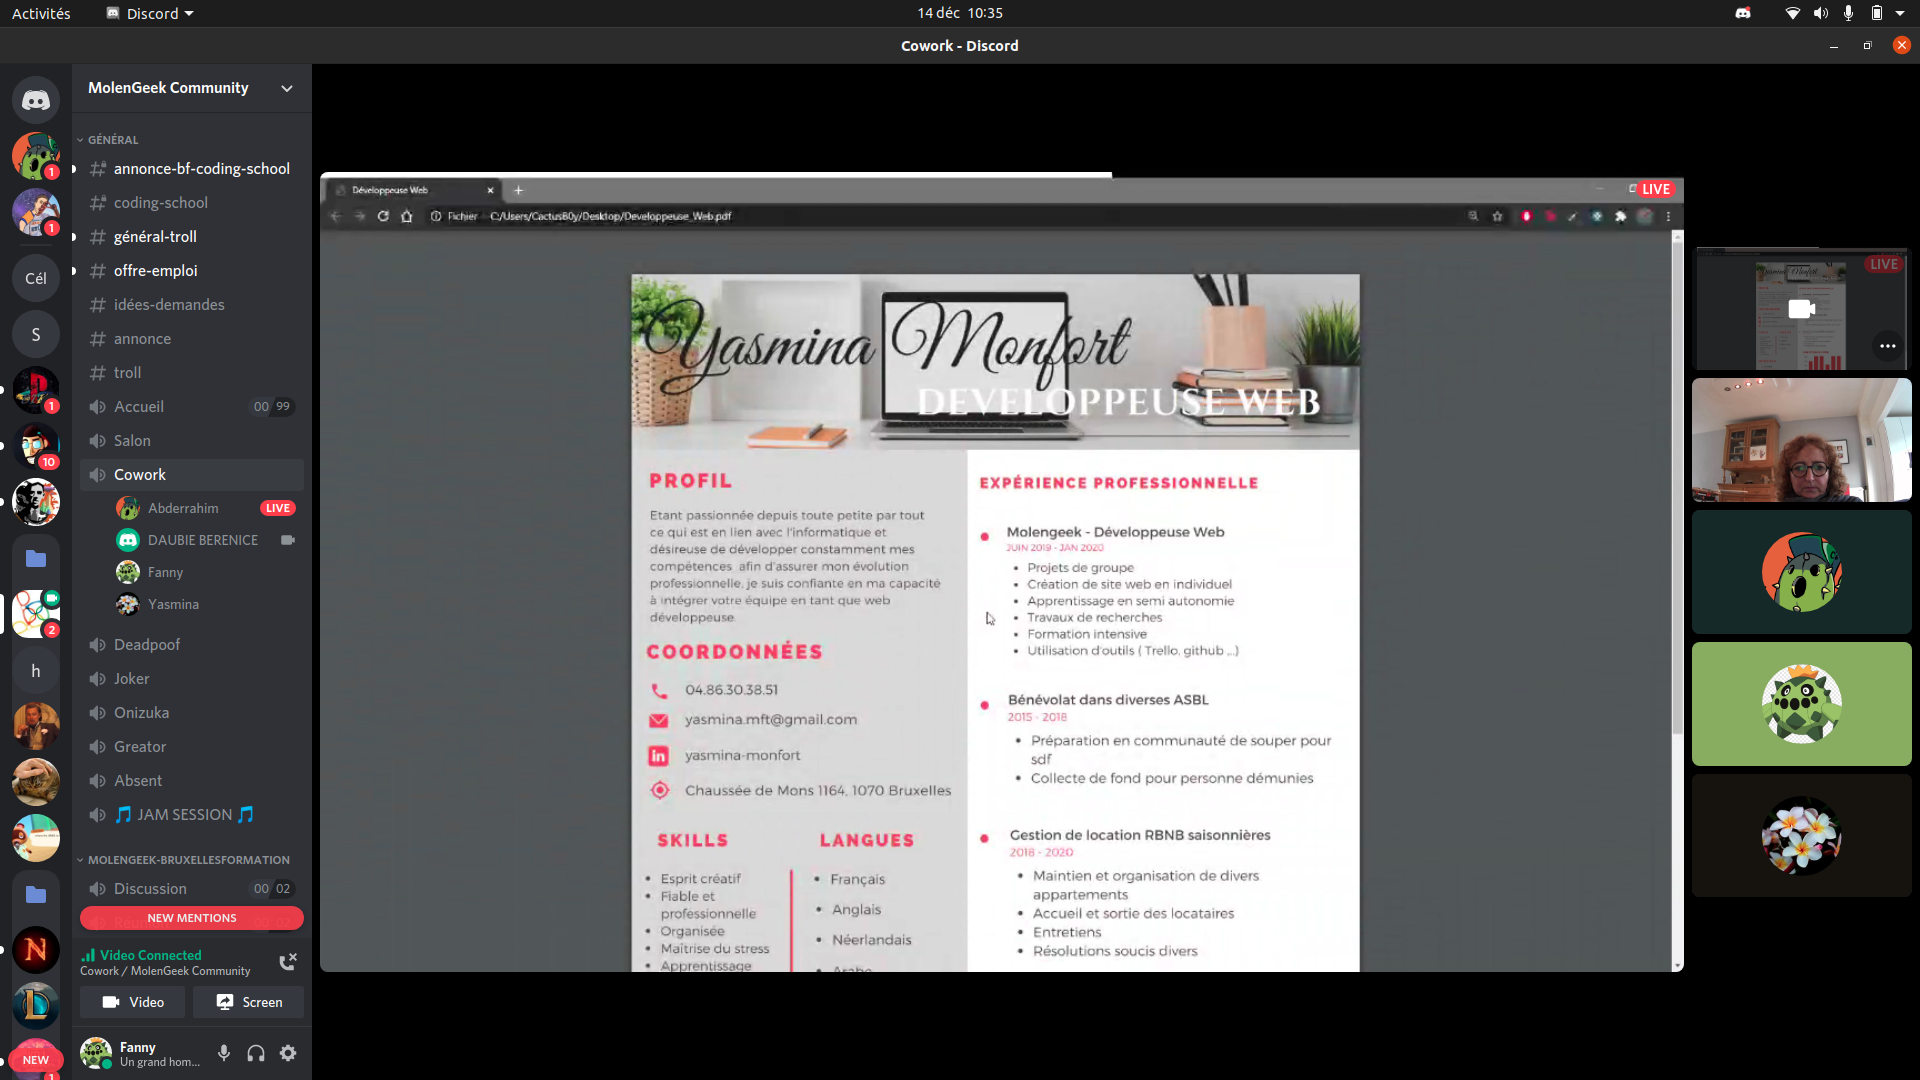 Activités
Discord
14 déc 10:35
Cowork - Discord
MolenGeek Community
GÉNÉRAL
annonce-bf-coding-school
coding-school
général-troll
offre-emploi
idées-demandes
annonce
troll
Accueil 00 99
Salon
Cowork
Abderrahim LIVE
DAUBIE BERENICE
Fanny
Yasmina
Deadpoof
Joker
Onizuka
Greator
Absent
JAM SESSION
MOLENGEEK-BRUXELLESFORMATION
Discussion 00 02
NEW MENTIONS
Video Connected
Cowork / MolenGeek Community
Video
Screen
Fanny
Un grand hom...
1
1
Cél
S
1
10
2
h
NEW
1
Développeuse Web
LIVE
Fichier C:/Users/CactusB0y/Desktop/Developpeuse_Web.pdf
Yasmina Monfort
DEVELOPPEUSE WEB
PROFIL
Etant passionnée depuis toute petite par tout
ce qui est en lien avec l'informatique et
désireuse de développer constamment mes
compétences afin d'assurer mon évolution
professionnelle, je suis confiante en ma capacité
à intégrer votre équipe en tant que web
développeuse.
COORDONNÉES
04.86.30.38.51
yasmina.mft@gmail.com
yasmina-monfort
Chaussée de Mons 1164, 1070 Bruxelles
SKILLS
Esprit créatif
Fiable et
professionnelle
Organisée
Maîtrise du stress
Apprentissage
LANGUES
Français
Anglais
Néerlandais
Arabe
EXPÉRIENCE PROFESSIONNELLE
Molengeek - Développeuse Web
JUIN 2019 - JAN 2020
Projets de groupe
Création de site web en individuel
Apprentissage en semi autonomie
Travaux de recherches
Formation intensive
Utilisation d'outils ( Trello, github ...)
Bénévolat dans diverses ASBL
2015 - 2018
Préparation en communauté de souper pour
sdf
Collecte de fond pour personne démunies
Gestion de location RBNB saisonnières
2018 - 2020
Maintien et organisation de divers
appartements
Accueil et sortie des locataires
Entretiens
Résolutions soucis divers
LIVE